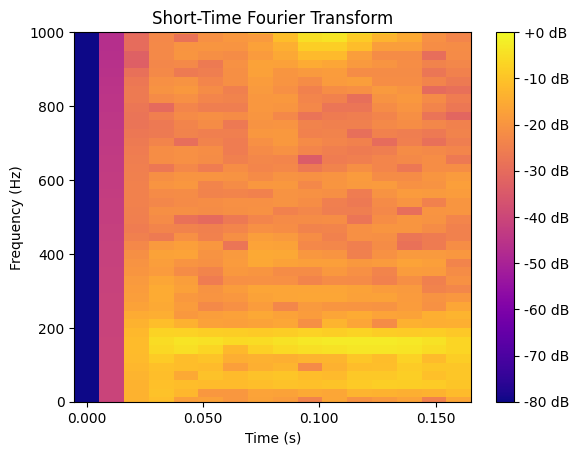 Short-Time Fourier Transform
1000
800
600
400
200
0
Frequency (Hz)
0.000
0.050
0.100
0.150
Time (s)
+0 dB
-10 dB
-20 dB
-30 dB
-40 dB
-50 dB
-60 dB
-70 dB
-80 dB